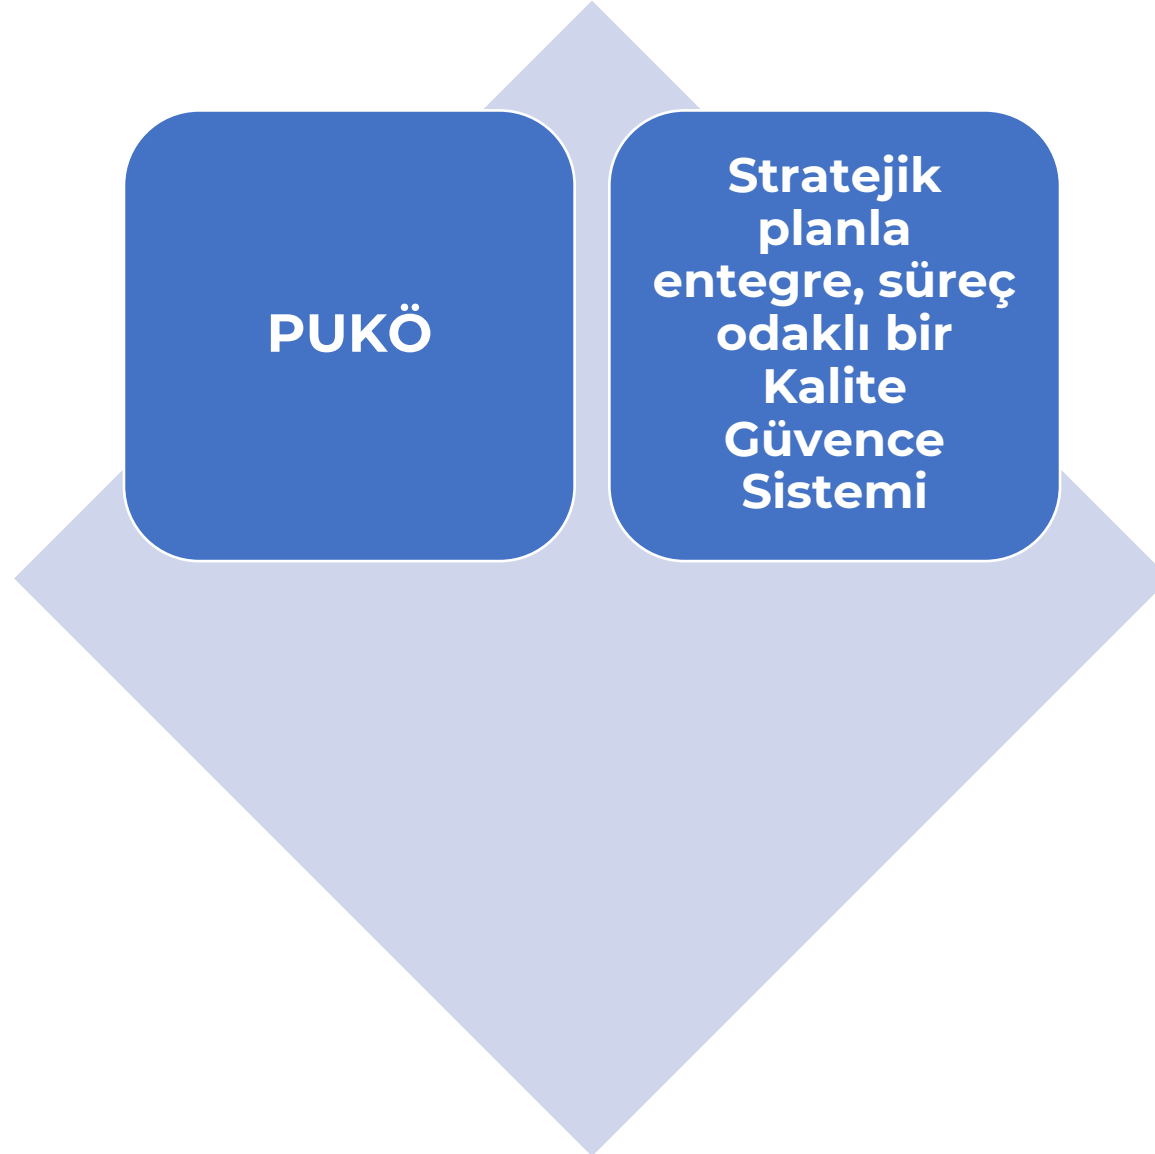 PUKÖ
Stratejik
planla
entegre, süreç
odaklı bir
Kalite
Güvence
Sistemi